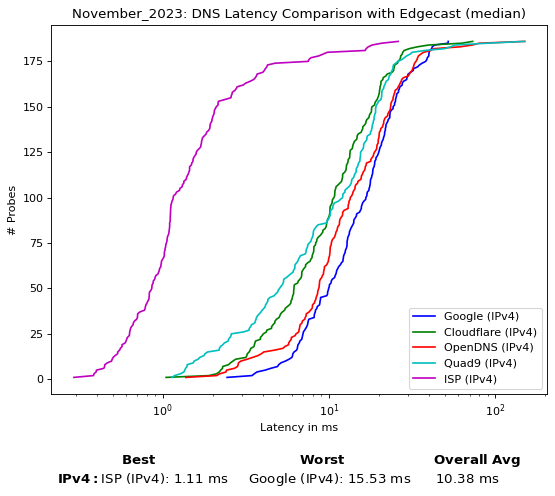 November_2023: DNS Latency Comparison with Edgecast (median)
175
150
125
100
75
50
25
0
# Probes
10⁰
10¹
10²
Latency in ms
Google (IPv4)
Cloudflare (IPv4)
OpenDNS (IPv4)
Quad9 (IPv4)
ISP (IPv4)
Best Worst Overall Avg
IPv4: ISP (IPv4): 1.11 ms Google (IPv4): 15.53 ms 10.38 ms